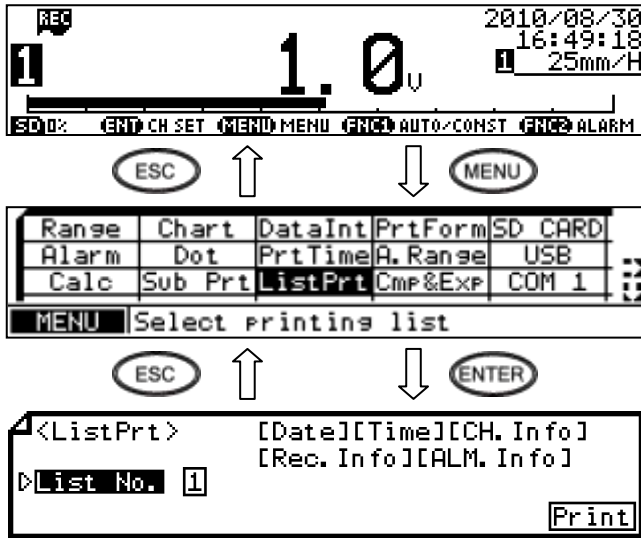 REC 2010/08/30
16:49:18
1 1.0V 1 25mm/H
SD 0% ENT CH SET MENU MENU FNC1 AUTO/CONST FNC2 ALARM
ESC MENU
Range Chart DataInt PrtForm SD CARD
Alarm Dot PrtTime A.Range USB
Calc Sub Prt ListPrt Cmp&Exp COM 1
MENU Select printing list
ESC ENTER
<ListPrt> [Date][Time][CH.Info]
[Rec.Info][ALM.Info]
List No. 1
Print